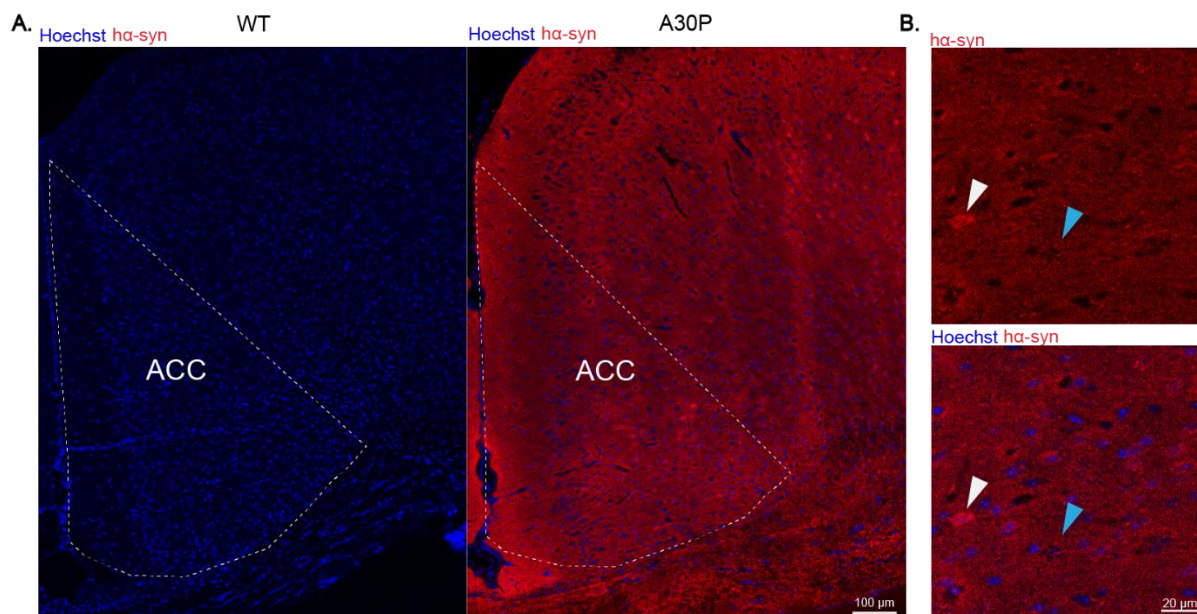 A.
WT
Hoechst hα-syn
ACC
A30P
Hoechst hα-syn
ACC
100 µm
B.
hα-syn
Hoechst hα-syn
20 µm